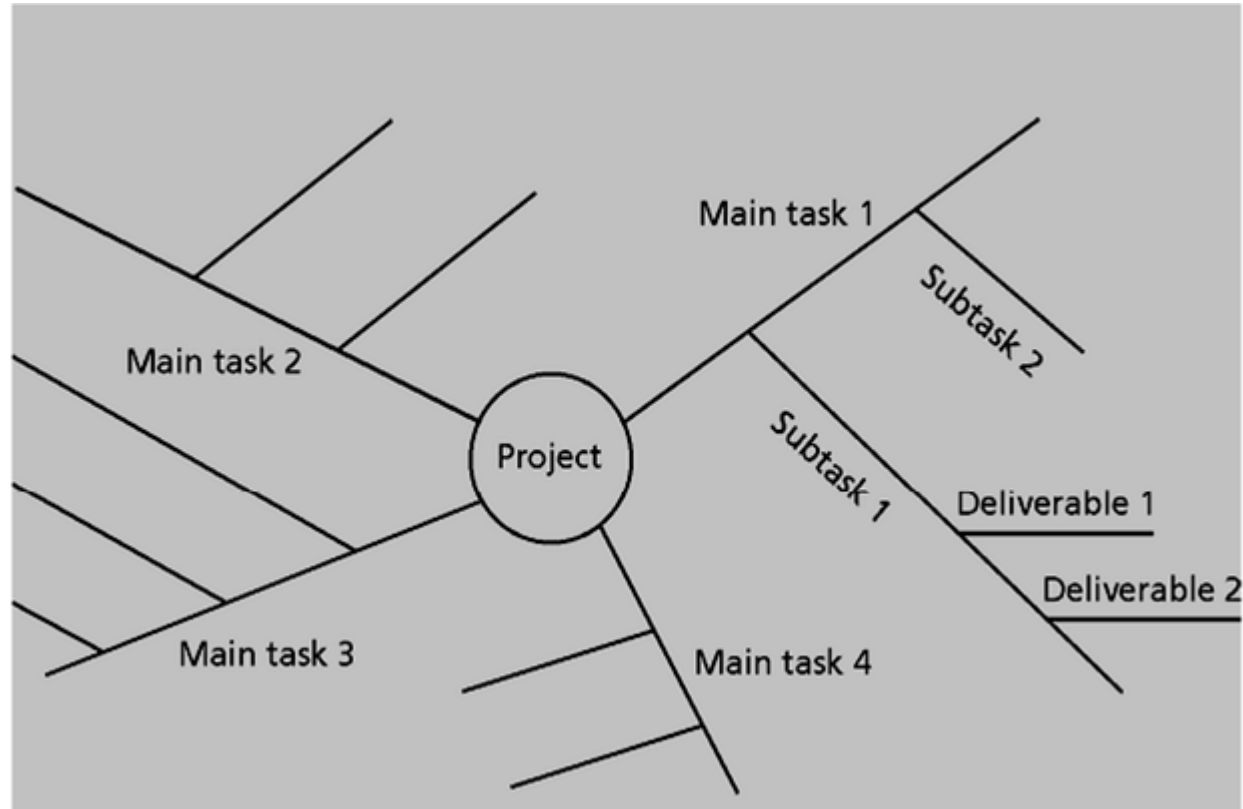 Main task 1
Subtask 2
Main task 2
Project
Subtask 1
Deliverable 1
Deliverable 2
Main task 3
Main task 4